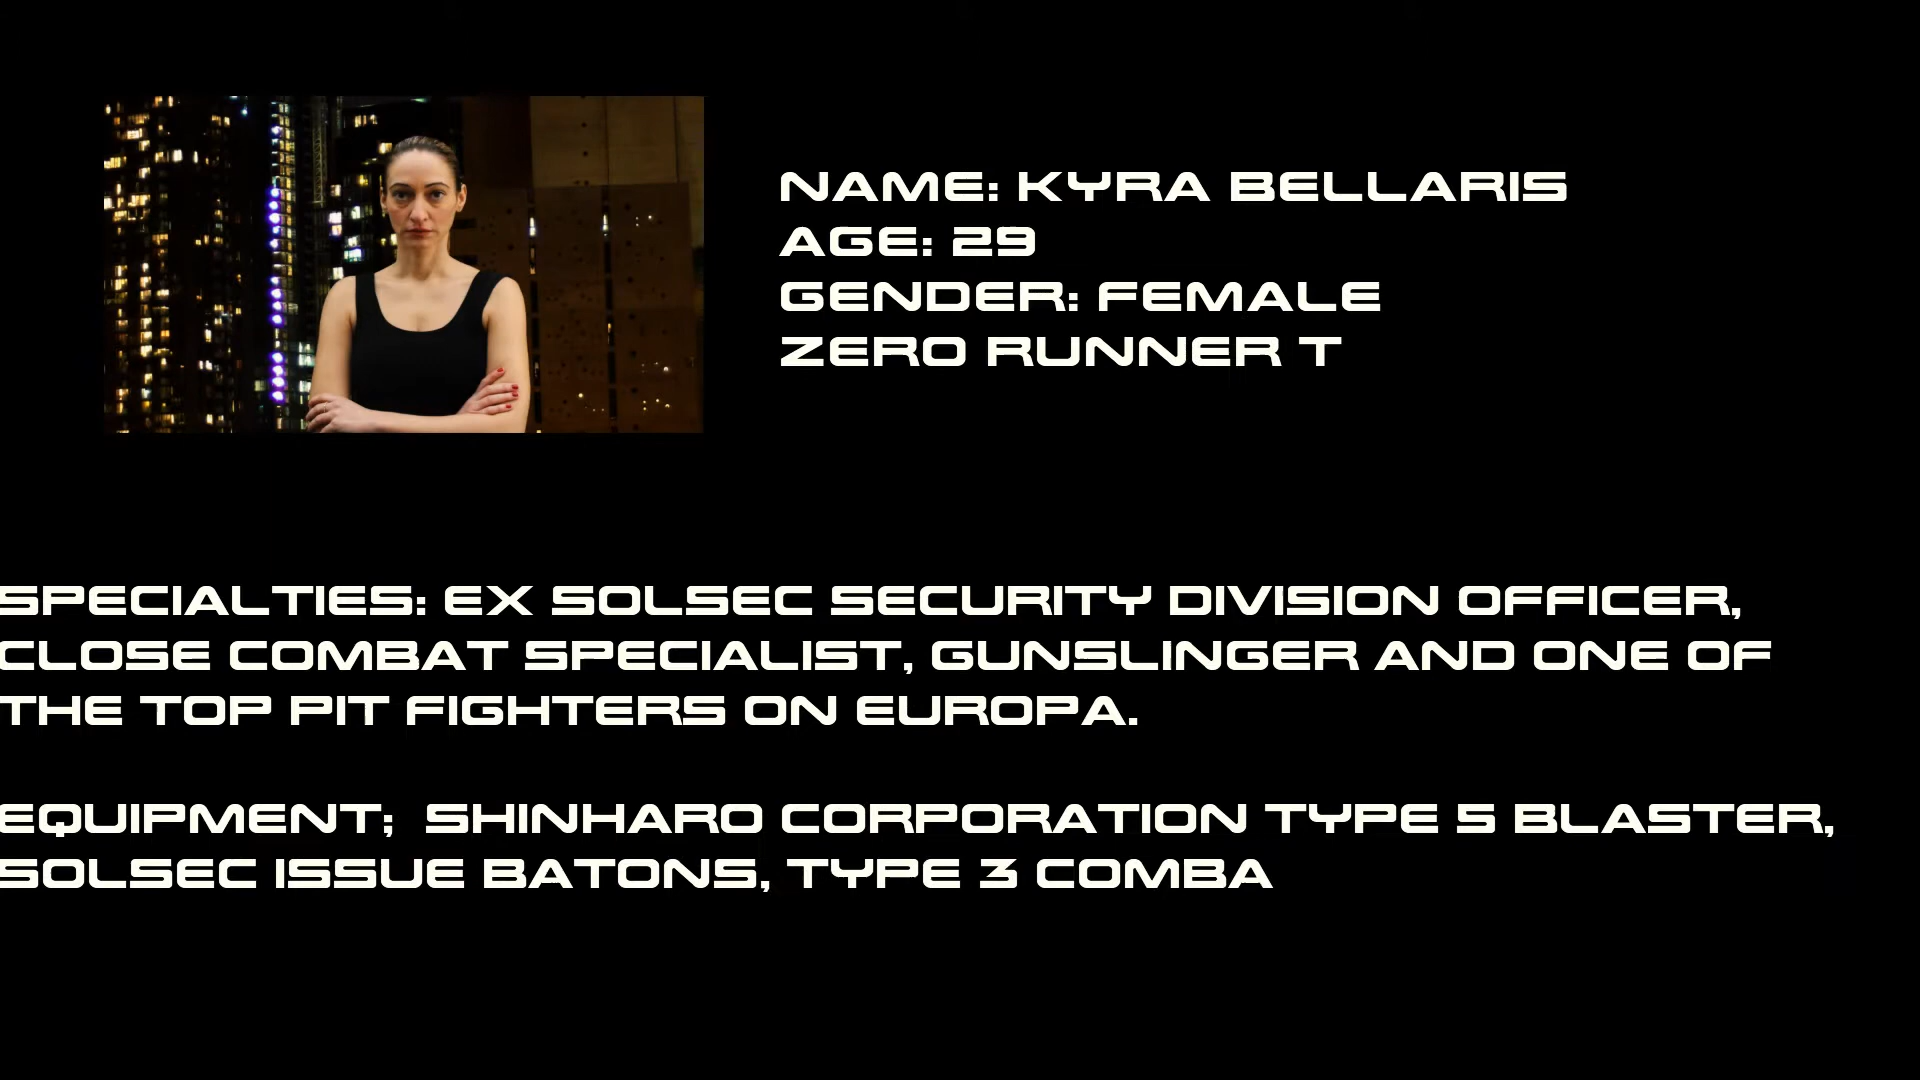 NAME: KYRA BELLARIS
AGE: 29
GENDER: FEMALE
ZERO RUNNER T
SPECIALTIES: EX SOLSEC SECURITY DIVISION OFFICER,
CLOSE COMBAT SPECIALIST, GUNSLINGER AND ONE OF
THE TOP PIT FIGHTERS ON EUROPA.
EQUIPMENT;  SHINHARO CORPORATION TYPE 5 BLASTER,
SOLSEC ISSUE BATONS, TYPE 3 COMBA